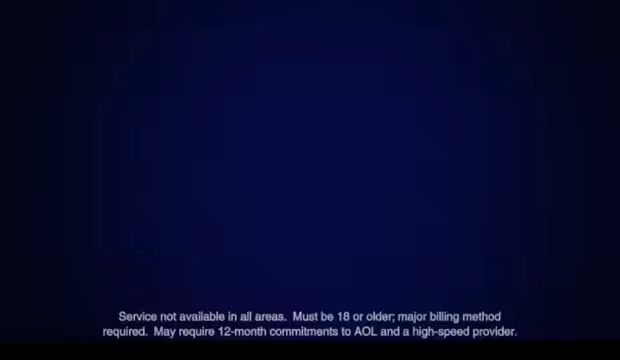 Service not available in all areas.  Must be 18 or older; major billing method
required.  May require 12-month commitments to AOL and a high-speed provider.